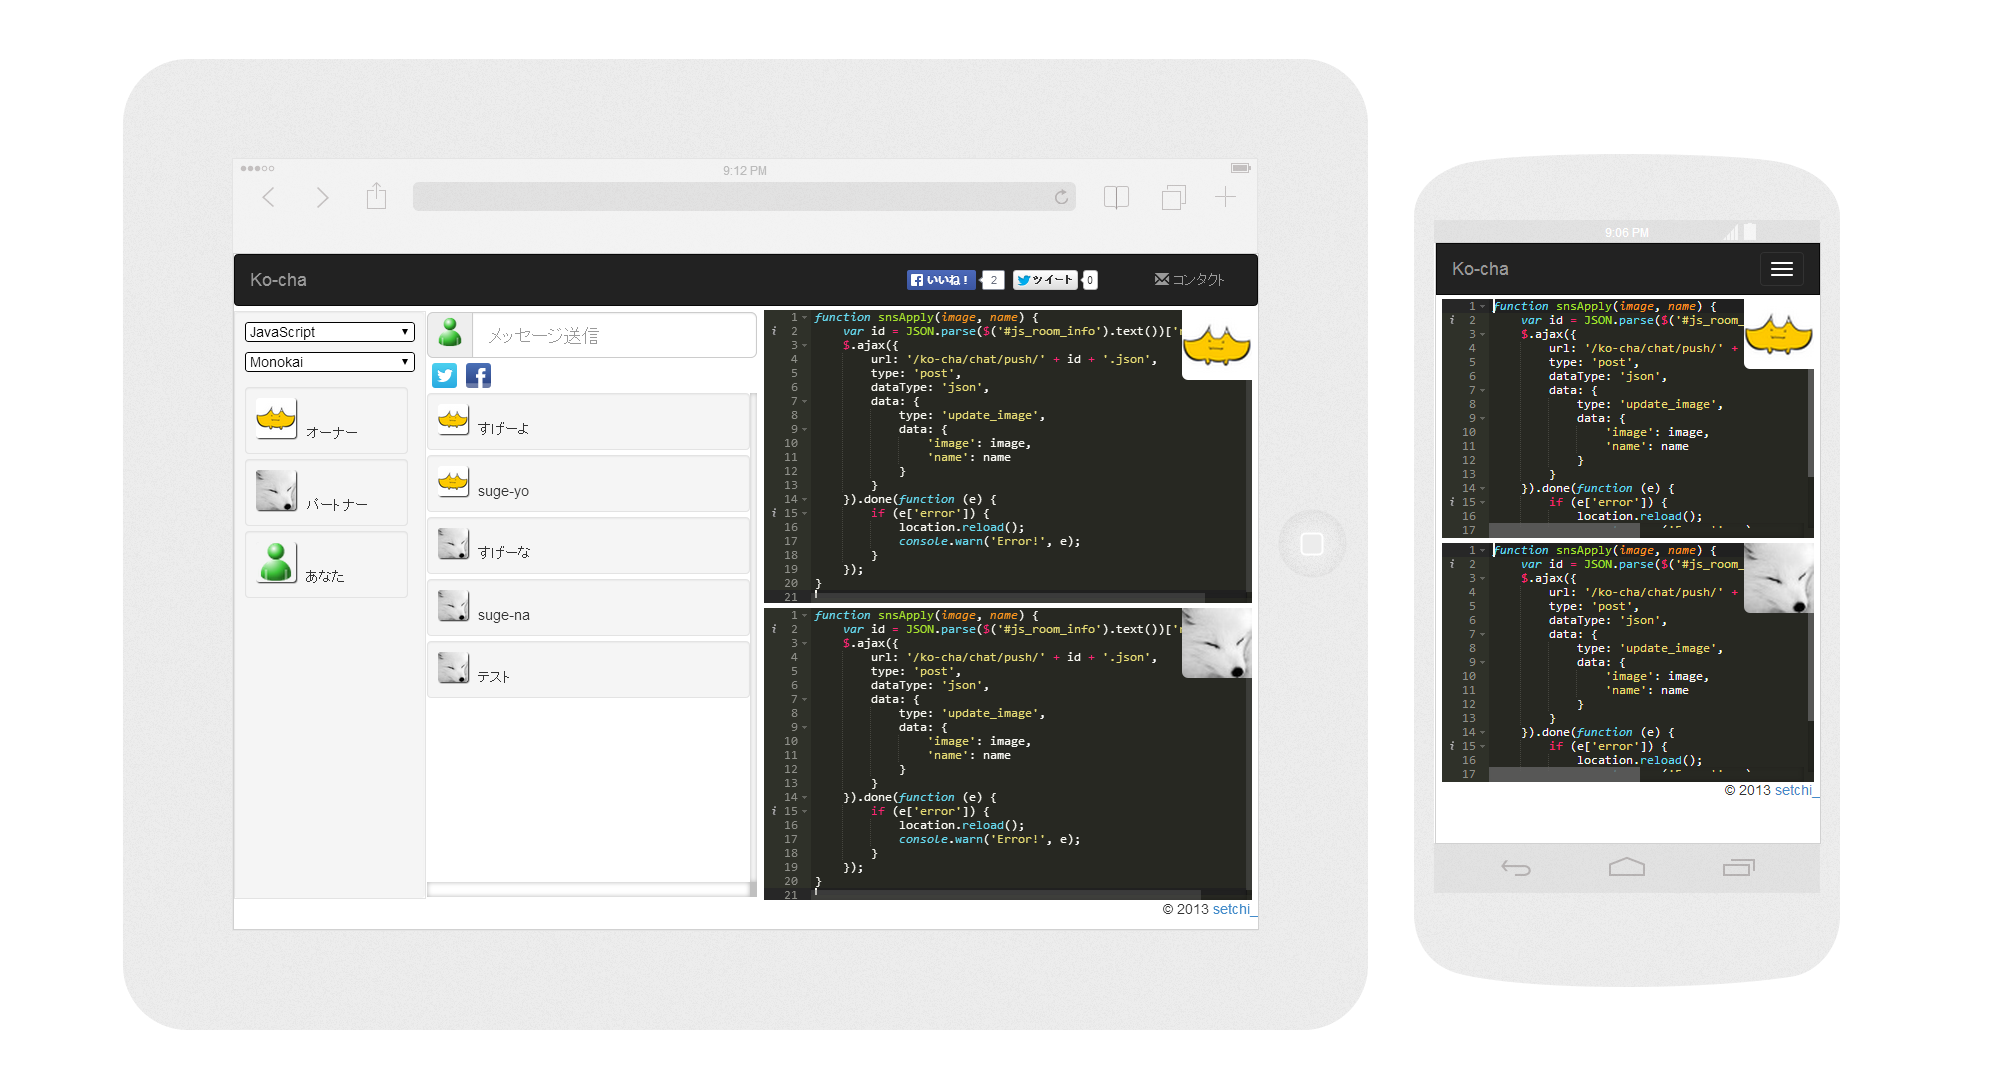 9:12 PM
Ko-cha
いいね！ 2 ツイート 0 コンタクト
JavaScript
Monokai
オーナー
パートナー
あなた
メッセージ送信
すげーよ
suge-yo
すげーな
suge-na
テスト
1 function snsApply(image, name) {
i 2 var id = JSON.parse($('#js_room_info').text())['r
3 $.ajax({
4 url: '/ko-cha/chat/push/' + id + '.json',
5 type: 'post',
6 dataType: 'json',
7 data: {
8 type: 'update_image',
9 data: {
10 'image': image,
11 'name': name
12 }
13 }
14 }).done(function (e) {
i 15 if (e['error']) {
16 location.reload();
17 console.warn('Error!', e);
18 }
19 });
20 }
21
1 function snsApply(image, name) {
i 2 var id = JSON.parse($('#js_room_info').text())['r
3 $.ajax({
4 url: '/ko-cha/chat/push/' + id + '.json',
5 type: 'post',
6 dataType: 'json',
7 data: {
8 type: 'update_image',
9 data: {
10 'image': image,
11 'name': name
12 }
13 }
14 }).done(function (e) {
i 15 if (e['error']) {
16 location.reload();
17 console.warn('Error!', e);
18 }
19 });
20 }
21
© 2013 setchi_
9:06 PM
Ko-cha
1 function snsApply(image, name) {
i 2 var id = JSON.parse($('#js_room_
3 $.ajax({
4 url: '/ko-cha/chat/push/' +
5 type: 'post',
6 dataType: 'json',
7 data: {
8 type: 'update_image',
9 data: {
10 'image': image,
11 'name': name
12 }
13 }
14 }).done(function (e) {
i 15 if (e['error']) {
16 location.reload();
17
1 function snsApply(image, name) {
i 2 var id = JSON.parse($('#js_room_
3 $.ajax({
4 url: '/ko-cha/chat/push/' +
5 type: 'post',
6 dataType: 'json',
7 data: {
8 type: 'update_image',
9 data: {
10 'image': image,
11 'name': name
12 }
13 }
14 }).done(function (e) {
i 15 if (e['error']) {
16 location.reload();
17
© 2013 setchi_